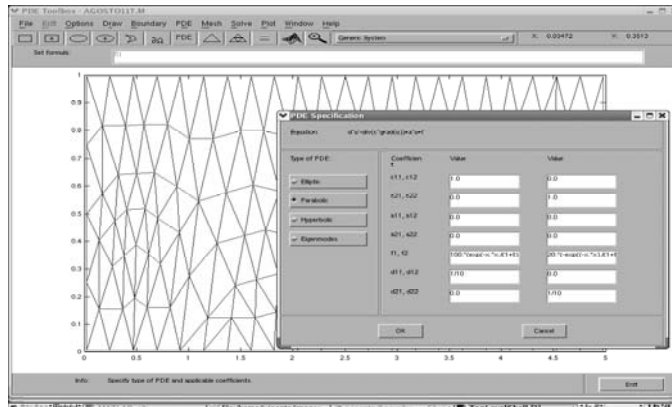 PDE Toolbox - AGOSTO11T.M
File Edit Options Draw Boundary PDE Mesh Solve Plot Window Help
PDE Generic System X: 0.03472 Y: 0.3513
Set formula:
PDE Specification
Equation:
Type of PDE: Coefficient Value Value
Elliptic c11, c12 1.0 0.0
Parabolic c21, c22 0.0 1.0
Hyperbolic a11, a12 0.0 0.0
Eigenmodes a21, a22 0.0 0.0
f1, f2
d11, d12 1/10 0.0
d21, d22 0.0 1/10
OK Cancel
1
0.9
0.8
0.7
0.6
0.5
0.4
0.3
0.2
0.1
0
0 0.5 1 1.5 2 2.5 3 3.5 4 4.5 5
Info: Specify type of PDE and applicable coefficients. Exit